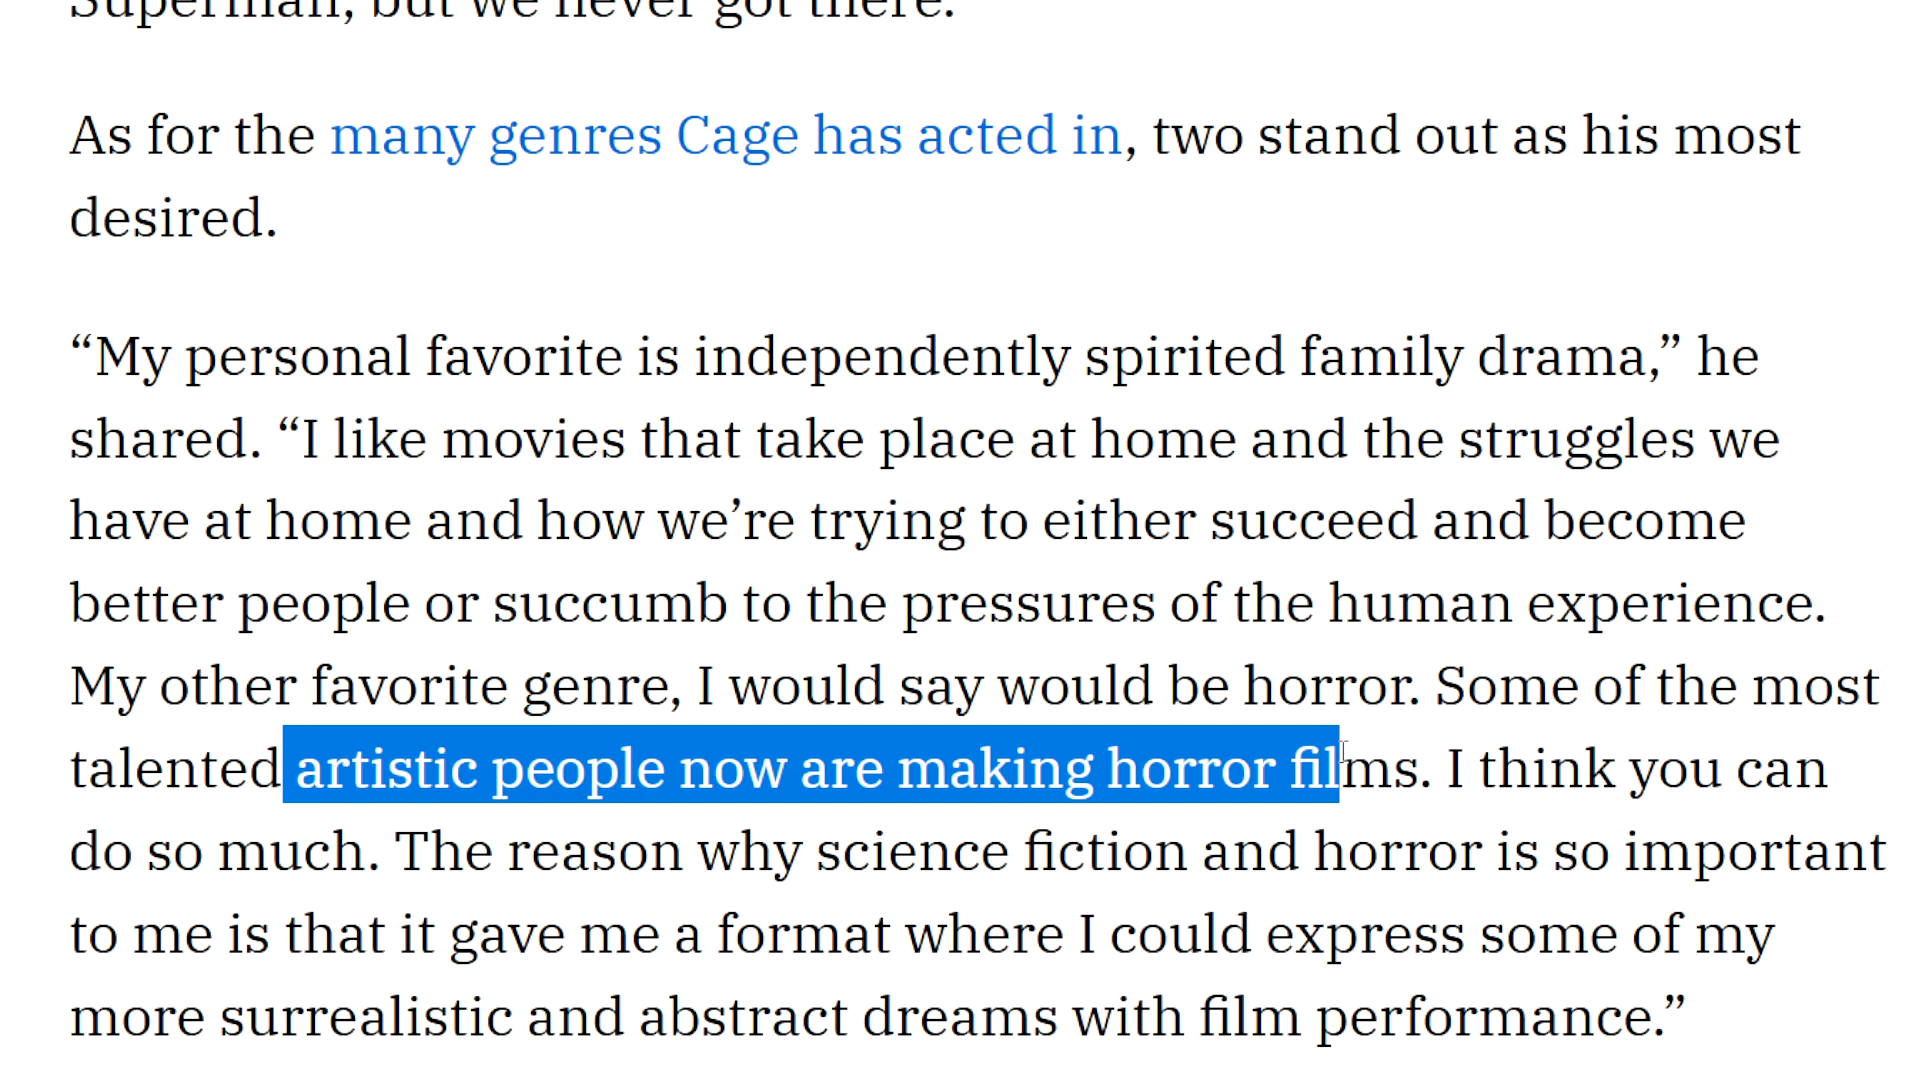 Superman, but we never got there.
As for the many genres Cage has acted in, two stand out as his most
desired.
“My personal favorite is independently spirited family drama,” he
shared. “I like movies that take place at home and the struggles we
have at home and how we’re trying to either succeed and become
better people or succumb to the pressures of the human experience.
My other favorite genre, I would say would be horror. Some of the most
talented artistic people now are making horror films. I think you can
do so much. The reason why science fiction and horror is so important
to me is that it gave me a format where I could express some of my
more surrealistic and abstract dreams with film performance.”